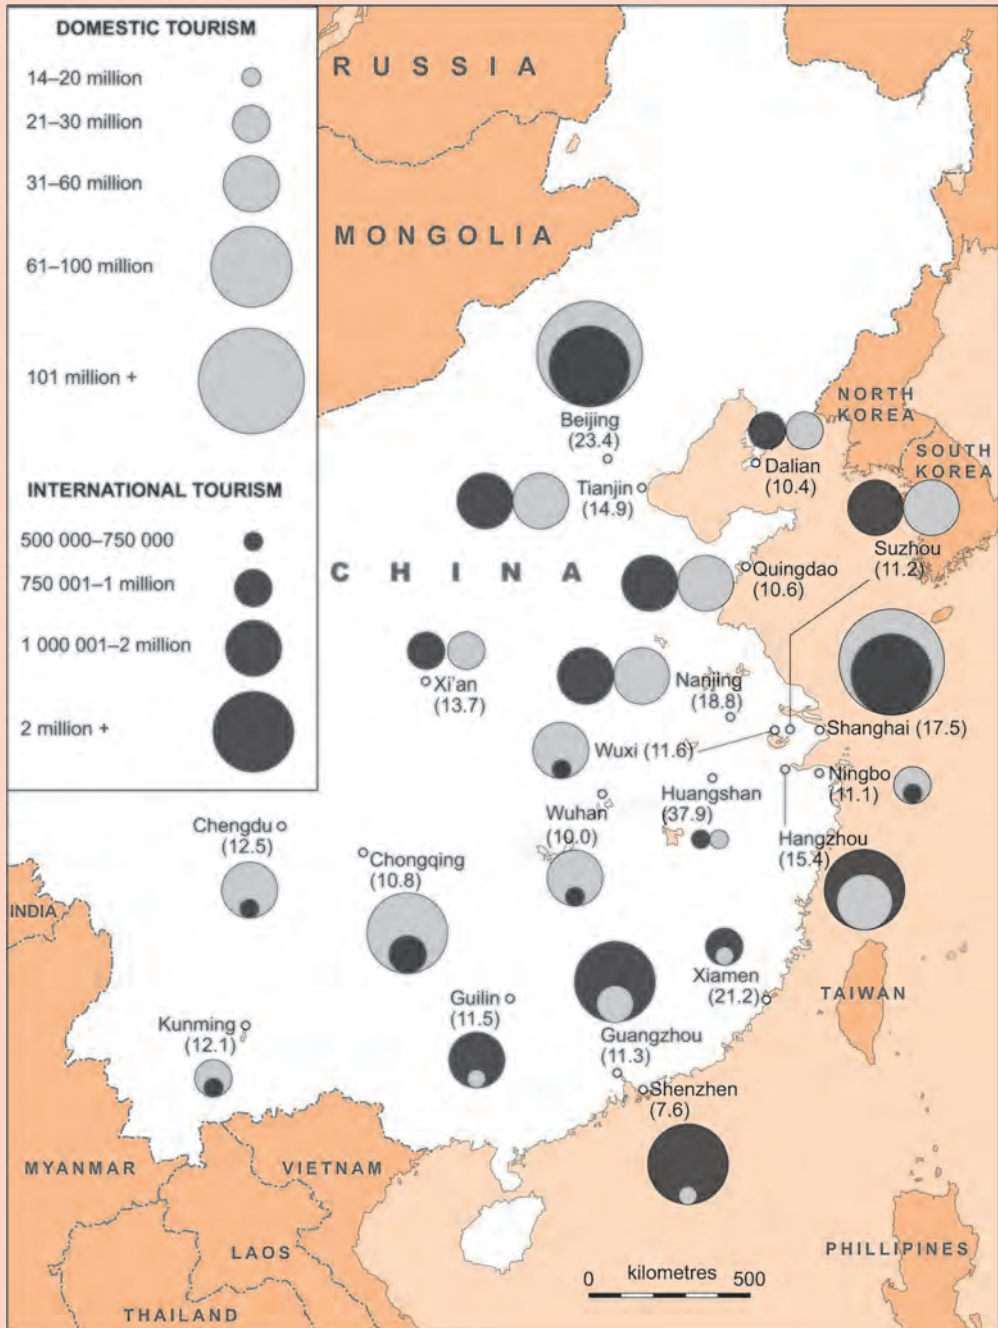 DOMESTIC TOURISM
14–20 million
21–30 million
31–60 million
61–100 million
101 million +
INTERNATIONAL TOURISM
500 000–750 000
750 001–1 million
1 000 001–2 million
2 million +
RUSSIA
MONGOLIA
NORTH
KOREA
SOUTH
KOREA
CHINA
Beijing
(23.4)
Dalian
(10.4)
Tianjin
(14.9)
Suzhou
(11.2)
Quingdao
(10.6)
Xi'an
(13.7)
Nanjing
(18.8)
Shanghai (17.5)
Wuxi (11.6)
Ningbo
(11.1)
Huangshan
(37.9)
Wuhan
(10.0)
Hangzhou
(15.4)
Chengdu
(12.5)
Chongqing
(10.8)
INDIA
Xiamen
(21.2)
TAIWAN
Guilin
(11.5)
Kunming
(12.1)
Guangzhou
(11.3)
Shenzhen
(7.6)
MYANMAR
VIETNAM
LAOS
THAILAND
PHILLIPINES
0 kilometres 500